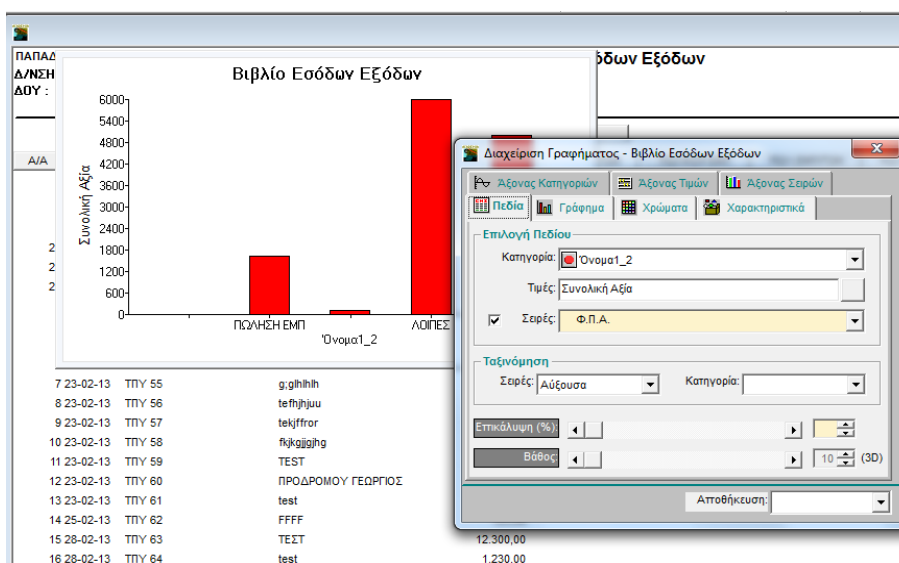 ΠΑΠΑΔ
Δ/ΝΣΗ
ΔΟΥ :
όδων Εξόδων
Α/Α
Βιβλίο Εσόδων Εξόδων
6000
5400
4800
4200
3600
3000
2400
1800
1200
600
0
Συνολική Αξία
ΠΩΛΗΣΗ ΕΜΠ
ΛΟΙΠΕΣ
'Όνομα1_2
2
2
2
7 23-02-13 ΤΠΥ 55 g;glhlhlh
8 23-02-13 ΤΠΥ 56 tefhjhjuu
9 23-02-13 ΤΠΥ 57 tekjffror
10 23-02-13 ΤΠΥ 58 fkjkgjjgjhg
11 23-02-13 ΤΠΥ 59 TEST
12 23-02-13 ΤΠΥ 60 ΠΡΟΔΡΟΜΟΥ ΓΕΩΡΓΙΟΣ
13 23-02-13 ΤΠΥ 61 test
14 25-02-13 ΤΠΥ 62 FFFF
15 28-02-13 ΤΠΥ 63 ΤΕΣΤ 12.300,00
16 28-02-13 ΤΠΥ 64 test 1.230,00
Διαχείριση Γραφήματος - Βιβλίο Εσόδων Εξόδων
Άξονας Κατηγοριών Άξονας Τιμών Άξονας Σειρών
Πεδία Γράφημα Χρώματα Χαρακτηριστικά
Επιλογή Πεδίου
Κατηγορία: 'Όνομα1_2
Τιμές: Συνολική Αξία
Σειρές: Φ.Π.Α.
Ταξινόμηση
Σειρές: Αύξουσα Κατηγορία:
Επικάλυψη (%):
Βάθος: 10 (3D)
Αποθήκευση: